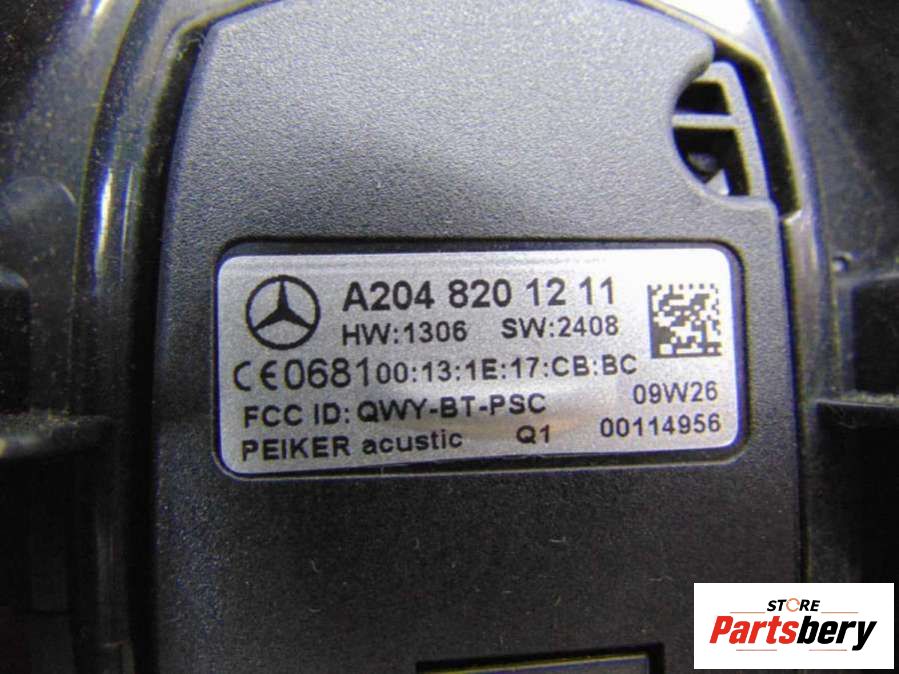 A204 820 12 11
HW:1306 SW:2408
CE0681 00:13:1E:17:CB:BC
FCC ID: QWY-BT-PSC 09W26
PEIKER acustic Q1 00114956
STORE
Partsbery